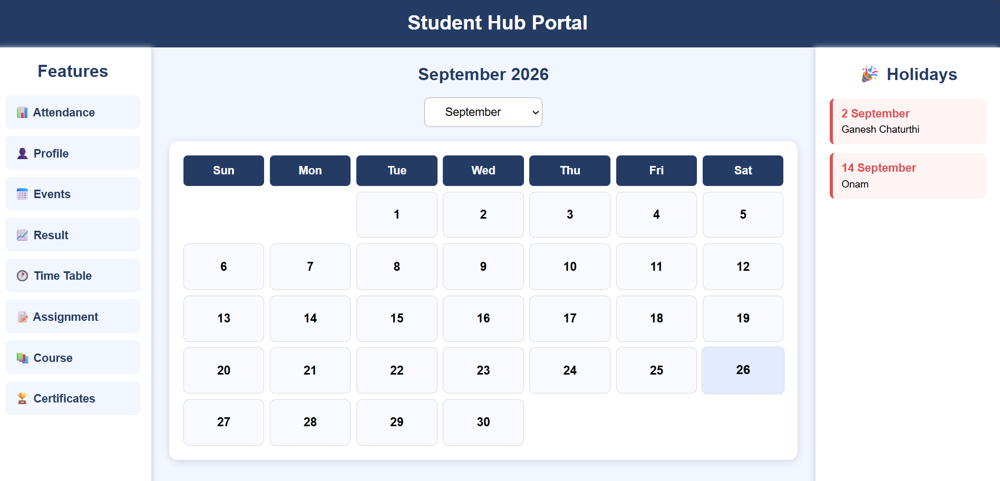 Student Hub Portal
Features
Attendance
Profile
Events
Result
Time Table
Assignment
Course
Certificates
September 2026
September
Sun Mon Tue Wed Thu Fri Sat
1 2 3 4 5
6 7 8 9 10 11 12
13 14 15 16 17 18 19
20 21 22 23 24 25 26
27 28 29 30
Holidays
2 September
Ganesh Chaturthi
14 September
Onam